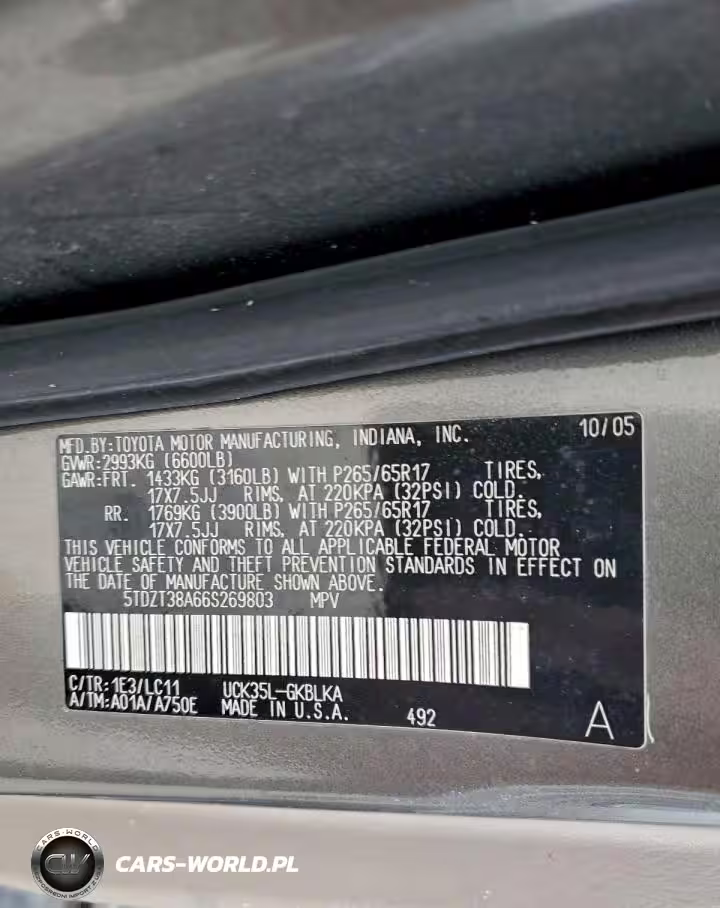 MFD.BY:TOYOTA MOTOR MANUFACTURING, INDIANA, INC. 10/05
GVWR:2993KG (6600LB)
GAWR:FRT. 1433KG (3160LB) WITH P265/65R17 TIRES,
17X7.5JJ RIMS, AT 220KPA (32PSI) COLD.
RR. 1769KG (3900LB) WITH P265/65R17 TIRES,
17X7.5JJ RIMS, AT 220KPA (32PSI) COLD.
THIS VEHICLE CONFORMS TO ALL APPLICABLE FEDERAL MOTOR
VEHICLE SAFETY AND THEFT PREVENTION STANDARDS IN EFFECT ON
THE DATE OF MANUFACTURE SHOWN ABOVE.
5TDZT38A66S269803 MPV
C/TR:1E3/LC11 UCK35L-GKBLKA
A/TM:A01A/A750E MADE IN U.S.A. 492 A
CARS-WORLD
CW
CARS-WORLD.PL